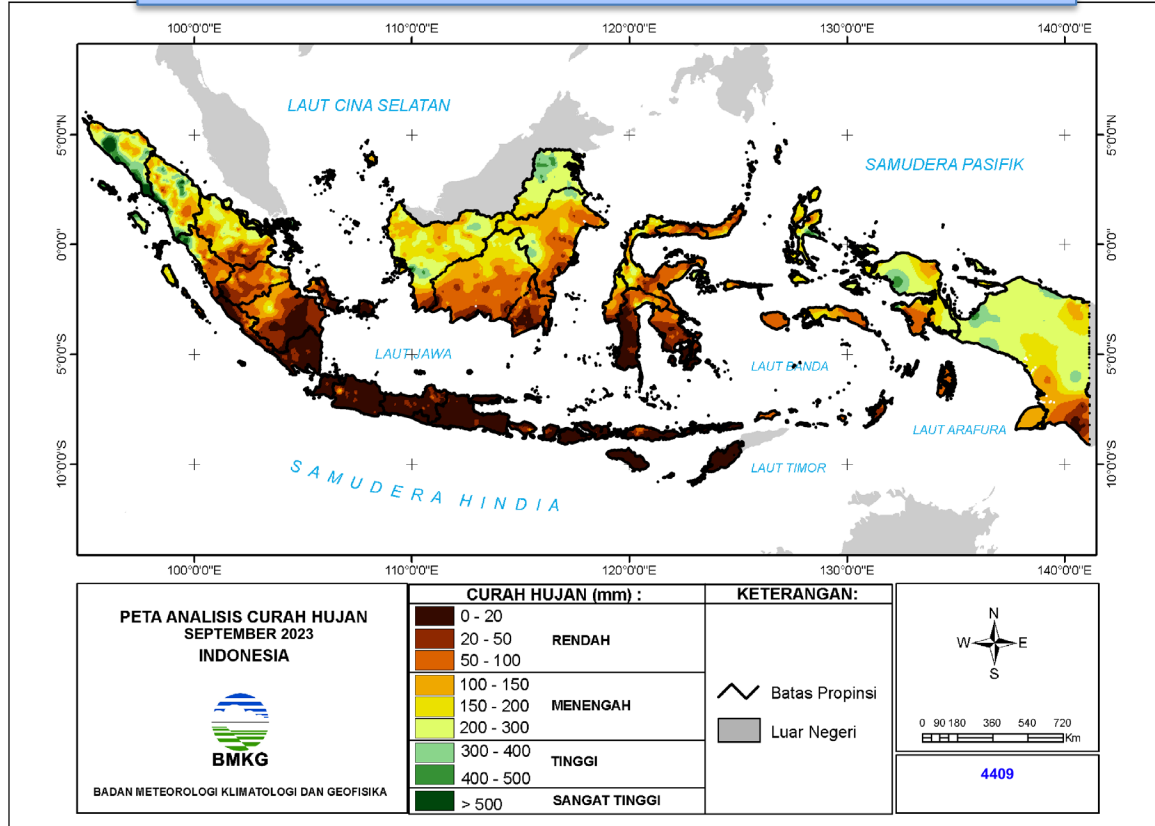 100°0'0"E 110°0'0"E 120°0'0"E 130°0'0"E 140°0'0"E
LAUT CINA SELATAN
5°0'0"N 5°0'0"N
SAMUDERA PASIFIK
0°0'0" 0°0'0"
LAUT JAWA
5°0'0"S 5°0'0"S
LAUT BANDA
LAUT ARAFURA
10°0'0"S 10°0'0"S
LAUT TIMOR
SAMUDERA HINDIA
100°0'0"E 110°0'0"E 120°0'0"E 130°0'0"E 140°0'0"E
PETA ANALISIS CURAH HUJAN
SEPTEMBER 2023
INDONESIA
BMKG
BADAN METEOROLOGI KLIMATOLOGI DAN GEOFISIKA
CURAH HUJAN (mm) :
0 - 20
20 - 50 RENDAH
50 - 100
100 - 150
150 - 200 MENENGAH
200 - 300
300 - 400
TINGGI
400 - 500
> 500 SANGAT TINGGI
KETERANGAN:
Batas Propinsi
Luar Negeri
N
W E
S
0 90 180 360 540 720
Km
4409